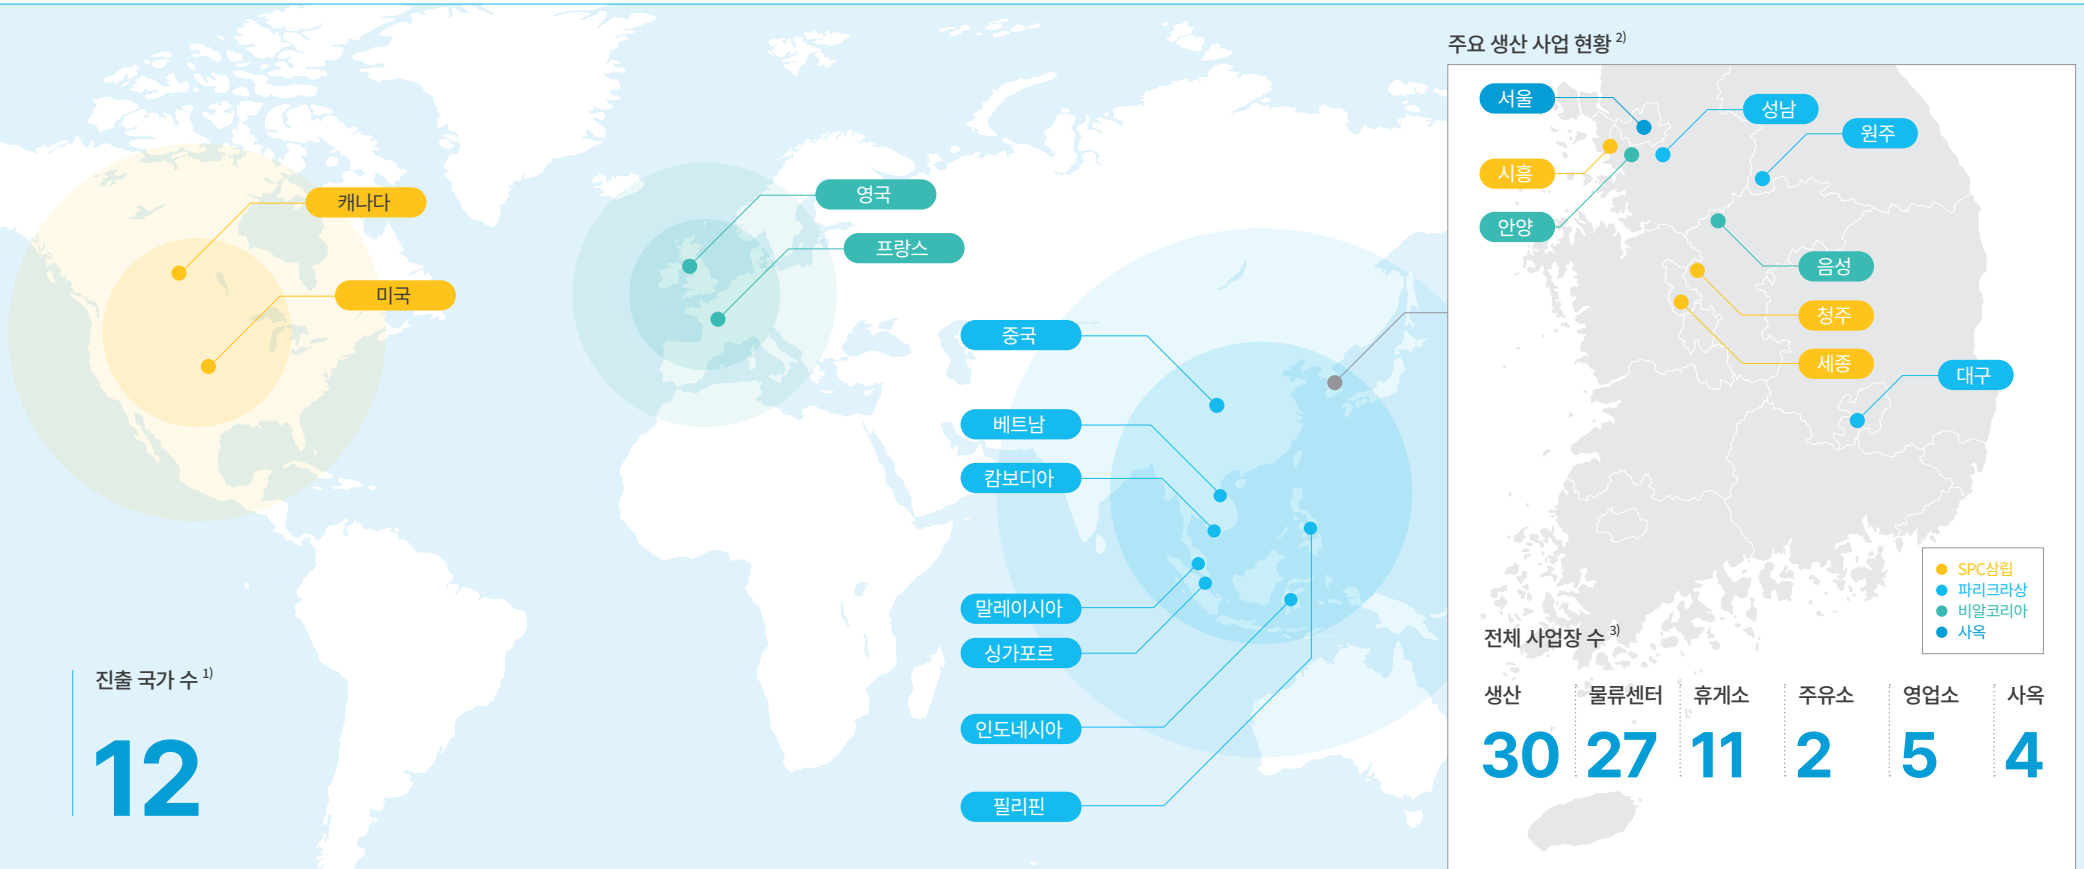 캐나다
미국
영국
프랑스
중국
베트남
캄보디아
말레이시아
싱가포르
인도네시아
필리핀
진출 국가 수 1)
12
주요 생산 사업 현황 2)
서울
성남
원주
시흥
안양
음성
청주
세종
대구
SPC삼립
파리크라상
비알코리아
사옥
전체 사업장 수 3)
생산 물류센터 휴게소 주유소 영업소 사옥
30 27 11 2 5 4